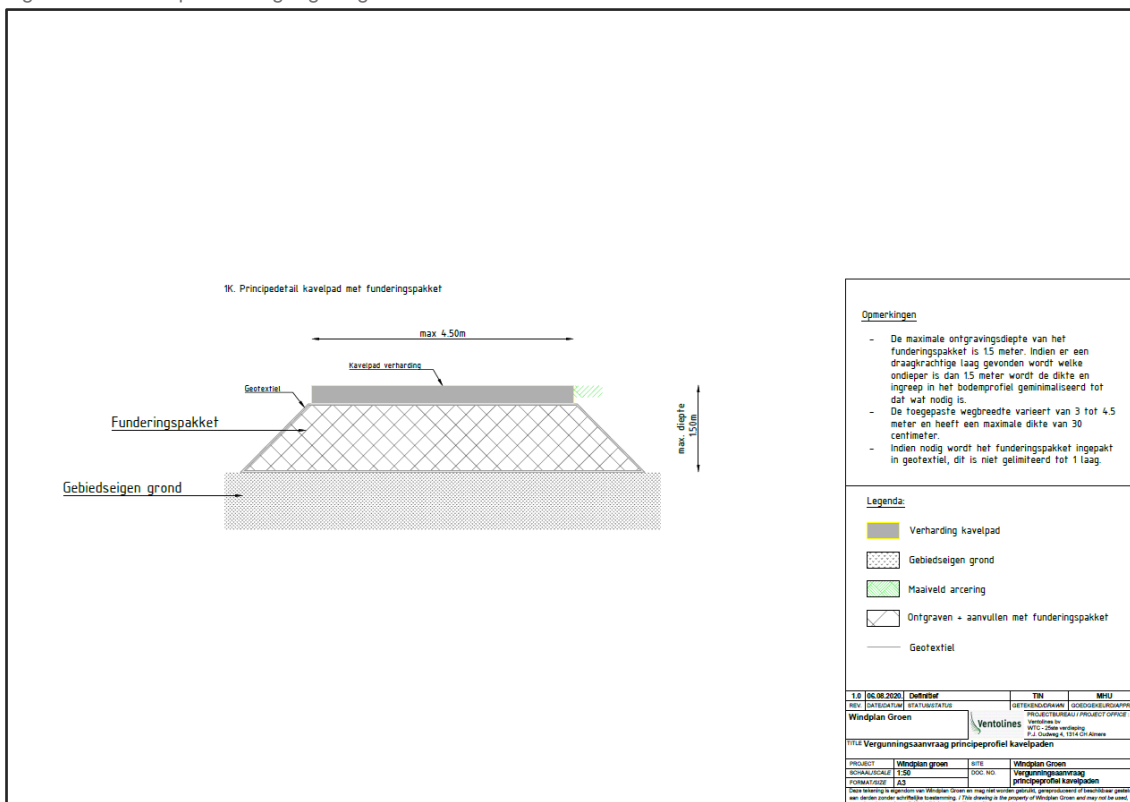 1K. Principedetail kavelpad met funderingspakket
max 4.50m
Kavelpad verharding
Geotextiel
Funderingspakket
max. diepte
1.50m
Gebiedseigen grond
Opmerkingen
- De maximale ontgravingsdiepte van het
funderingspakket is 1.5 meter. Indien er een
draagkrachtige laag gevonden wordt welke
ondieper is dan 1.5 meter wordt de dikte en
ingreep in het bodemprofiel geminimaliseerd tot
dat wat nodig is.
- De toegepaste wegbreedte varieert van 3 tot 4.5
meter en heeft een maximale dikte van 30
centimeter.
- Indien nodig wordt het funderingspakket ingepakt
in geotextiel, dit is niet gelimiteerd tot 1 laag.
Legenda:
Verharding kavelpad
Gebiedseigen grond
Maaiveld arcering
Ontgraven + aanvullen met funderingspakket
Geotextiel
1.0 06.08.2020. Definitief TIN MHU
REV. DATE/DATUM STATUS/STATUS GETEKEND/DRAWN GOEDGEKEURD/APPR
Windplan Groen
Ventolines
PROJECTBUREAU / PROJECT OFFICE :
Ventolines bv
WTC - 25ste verdieping
P.J. Oudweg 4, 1314 CH Almere
TITLE Vergunningsaanvraag principeprofiel kavelpaden
PROJECT Windplan groen SITE Windplan Groen
SCHAAL/SCALE 1:50 DOC. NO. Vergunningsaanvraag
principeprofiel kavelpaden
FORMAAT/SIZE A3
Deze tekening is eigendom van Windplan Groen en mag niet worden gebruikt, gereproduceerd of beschikbaar gesteld
aan derden zonder schriftelijke toestemming. / This drawing is the property of Windplan Groen and may not be used,